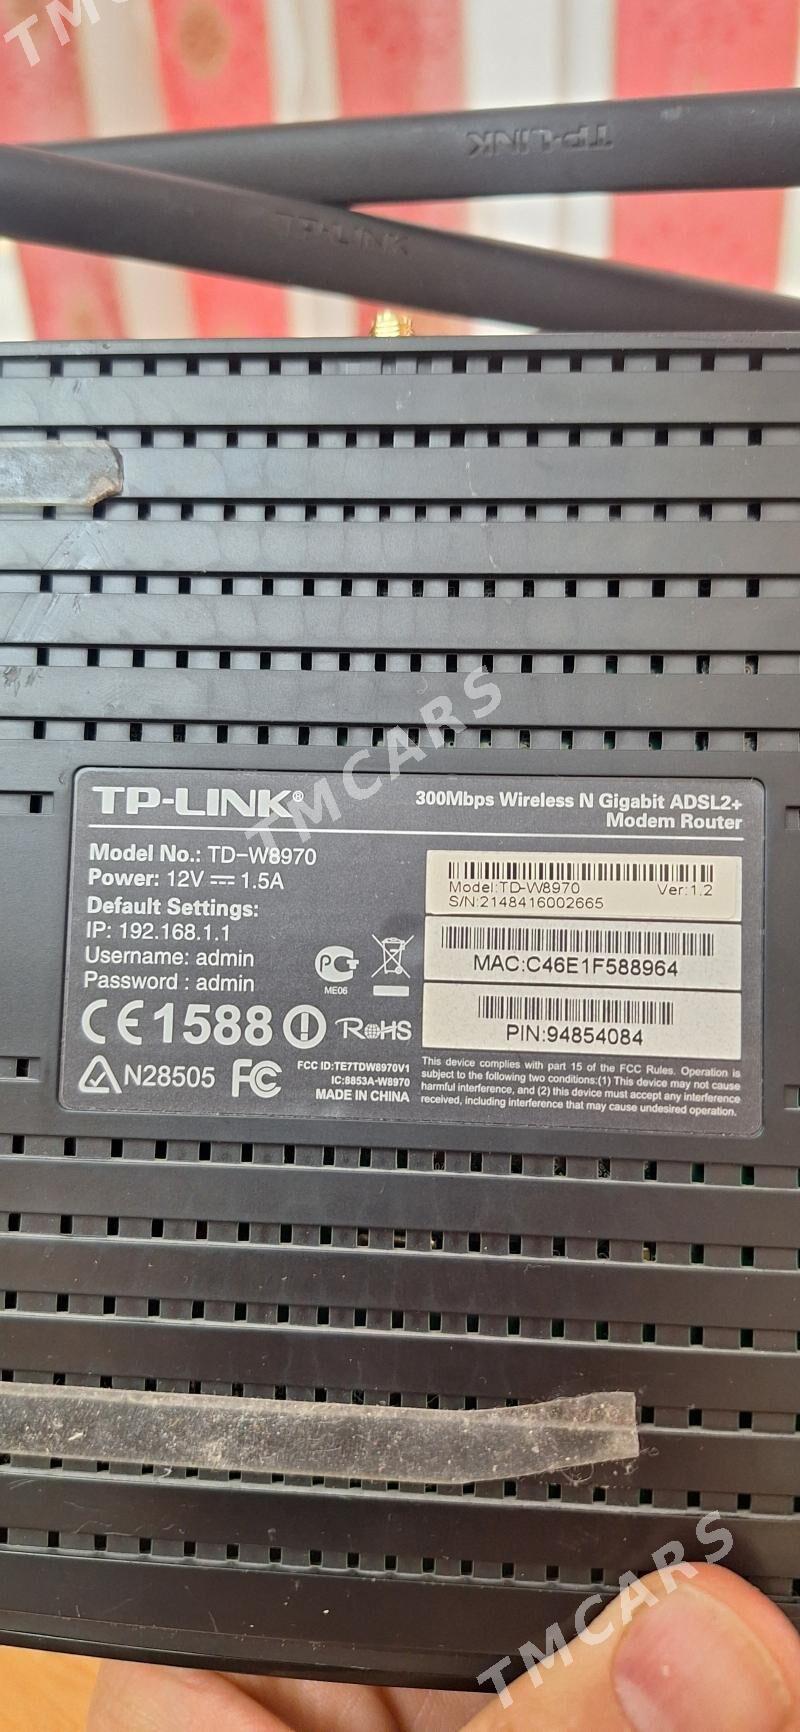 TMCARS
TP-LINK
TP-LINK
TMCARS
TP-LINK®
300Mbps Wireless N Gigabit ADSL2+
Modem Router
Model No.: TD-W8970
Power: 12V 1.5A
Default Settings:
IP: 192.168.1.1
Username: admin
Password : admin
Model:TD-W8970 Ver:1.2
S/N:2148416002665
MAC:C46E1F588964
PIN:94854084
ME06
CE1588
RoHS
N28505
FC
FCC ID:TE7TDW8970V1
IC:8853A-W8970
MADE IN CHINA
This device complies with part 15 of the FCC Rules. Operation is
subject to the following two conditions:(1) This device may not cause
harmful interference, and (2) this device must accept any interference
received, including interference that may cause undesired operation.
TMCARS